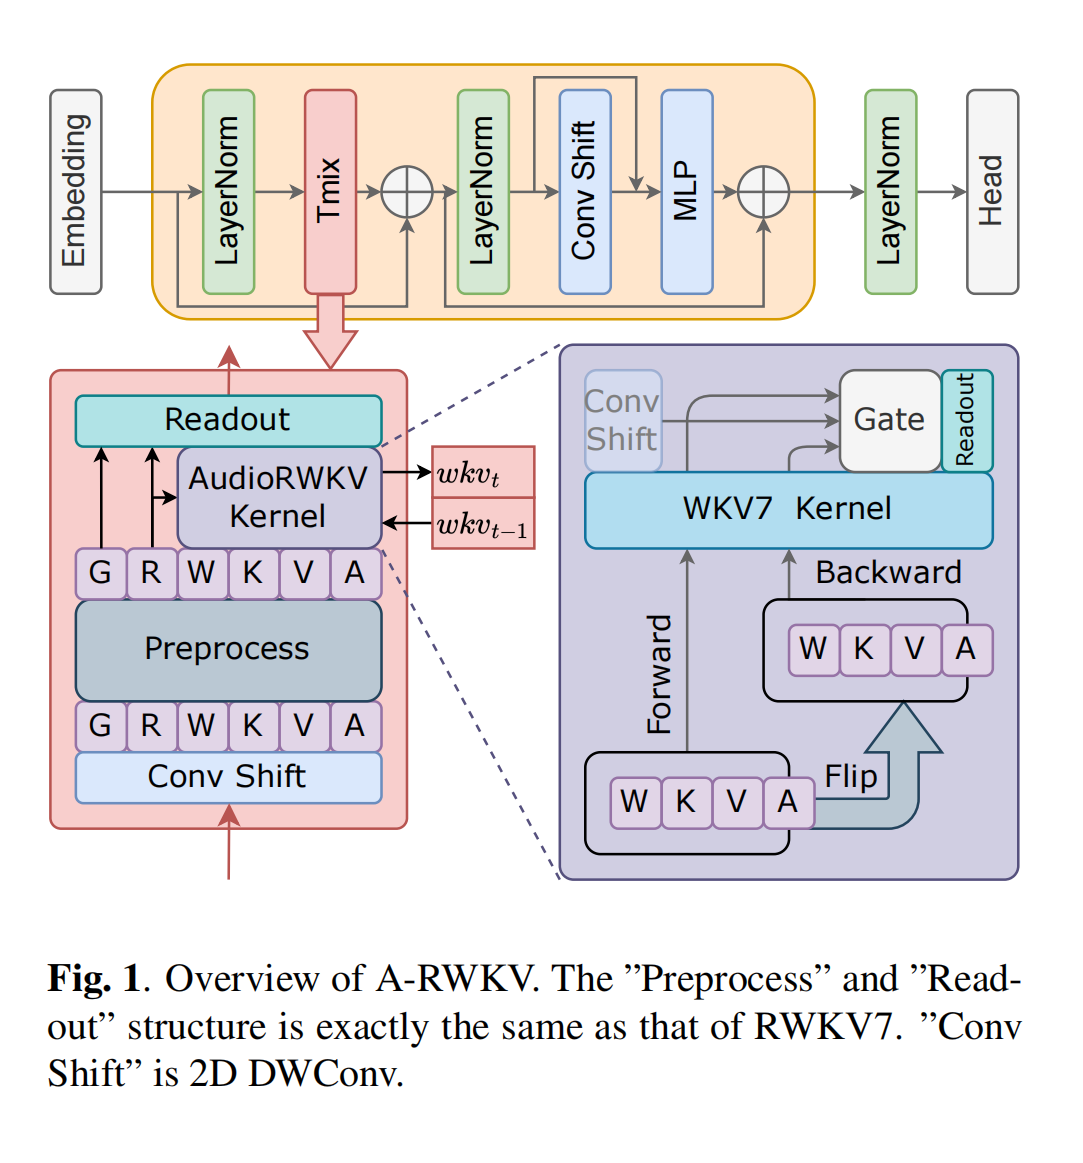 Embedding
LayerNorm
Tmix
LayerNorm
Conv Shift
MLP
LayerNorm
Head
Readout
AudioRWKV
Kernel
wkv_t
wkv_{t−1}
G R W K V A
Preprocess
G R W K V A
Conv Shift
Conv
Shift
Gate
Readout
WKV7 Kernel
Backward
Forward
W K V A
Flip
W K V A
Fig. 1. Overview of A-RWKV. The ”Preprocess” and ”Read-
out” structure is exactly the same as that of RWKV7. ”Conv
Shift” is 2D DWConv.